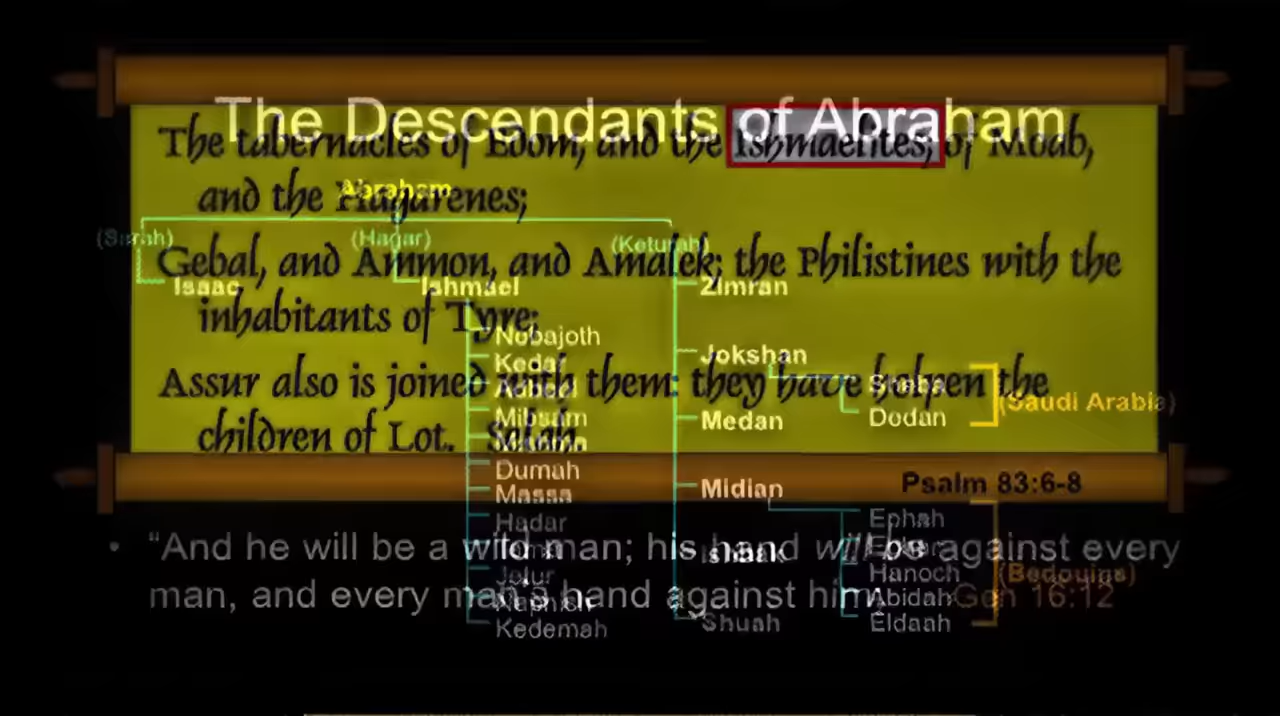 The Descendants of Abraham
The tabernacles of Edom, and the Ishmaelites; of Moab,
and the Hagarenes;
Gebal, and Ammon, and Amalek; the Philistines with the
inhabitants of Tyre;
Assur also is joined with them: they have holpen the
children of Lot. Selah.
Psalm 83:6-8
• “And he will be a wild man; his hand will be against every
man, and every man's hand against him; Gen 16:12
Abraham
(Sarah)
(Hagar)
(Keturah)
Isaac
Ishmael
Nobajoth
Kedar
Mibsam
Dumah
Massa
Hadar
Jetur
Kedemah
Zimran
Jokshan
Medan
Midian
Ishbak
Shuah
Sheba
Dedan
(Saudi Arabia)
Ephah
Hanoch
Abidah
Eldaah
(Bedouins)